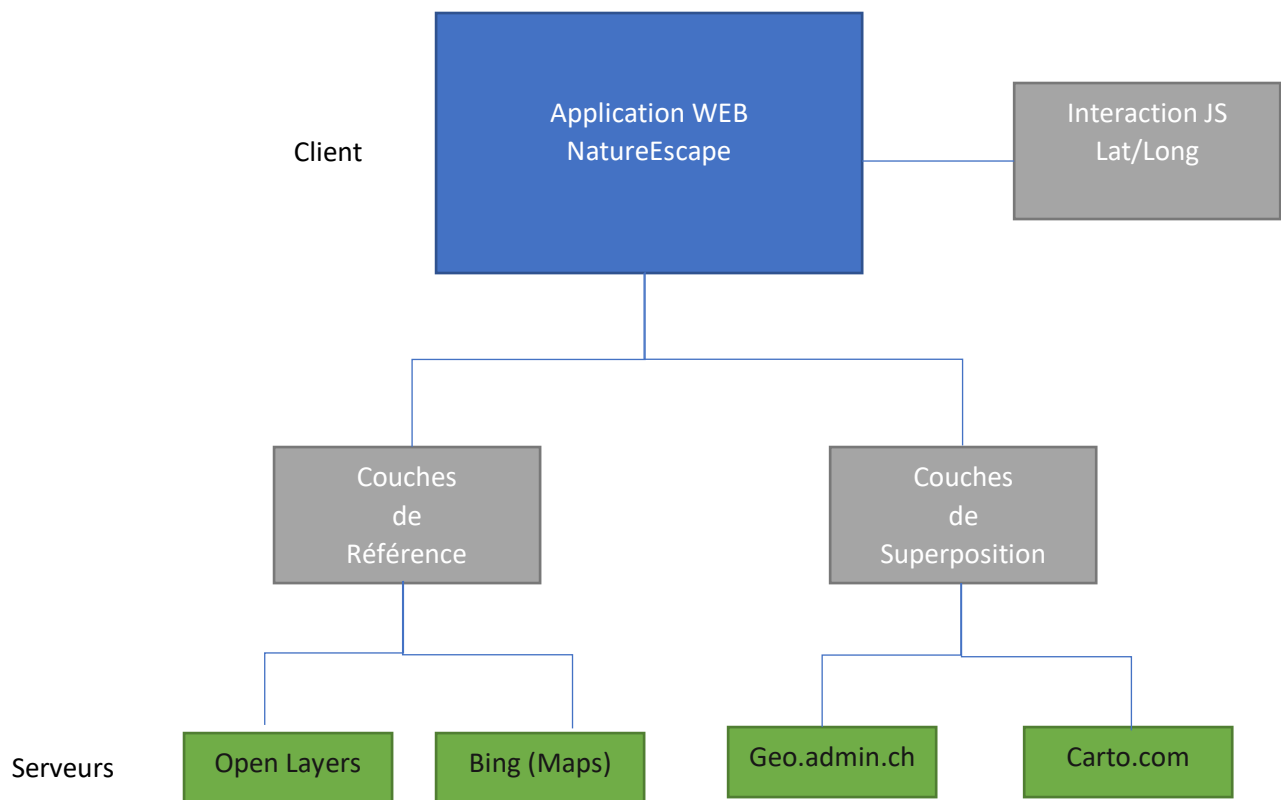 Application WEB
NatureEscape
Interaction JS
Lat/Long
Client
Couches
de
Référence
Couches
de
Superposition
Serveurs
Open Layers
Bing (Maps)
Geo.admin.ch
Carto.com